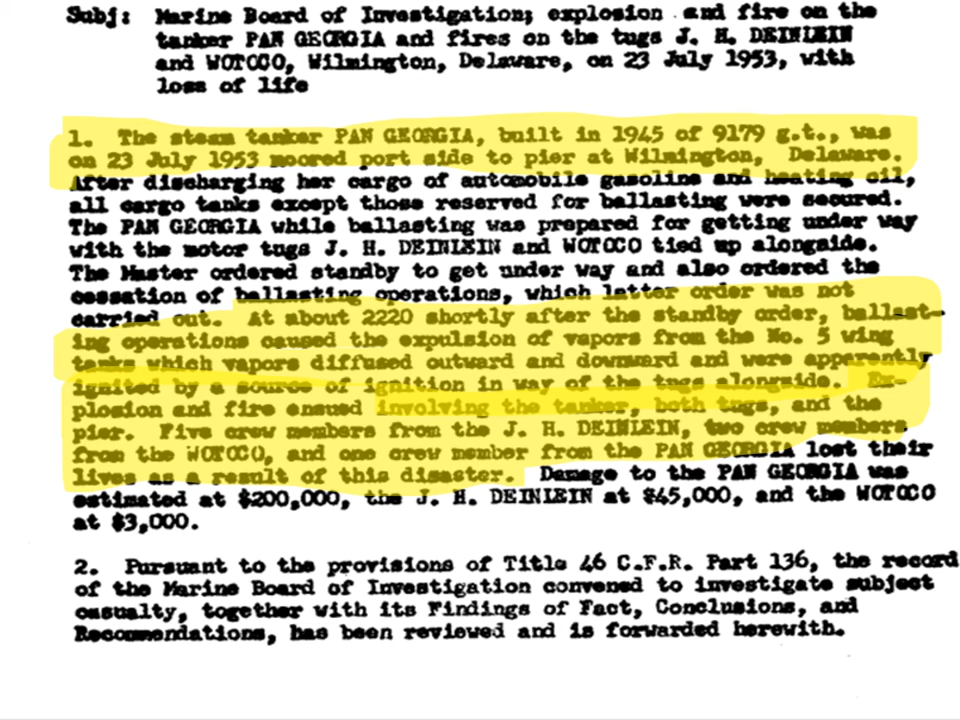 Subj: Marine Board of Investigation; explosion and fire on the
tanker PAN GEORGIA and fires on the tugs J. H. DEINLEIN
and WOTOCO, Wilmington, Delaware, on 23 July 1953, with
loss of life
1. The steam tanker PAN GEORGIA, built in 1945 of 9179 g.t., was
on 23 July 1953 moored port side to pier at Wilmington, Delaware.
After discharging her cargo of automobile gasoline and heating oil,
all cargo tanks except those reserved for ballasting were secured.
The PAN GEORGIA while ballasting was prepared for getting under way
with the motor tugs J. H. DEINLEIN and WOTOCO tied up alongside.
The Master ordered standby to get under way and also ordered the
cessation of ballasting operations, which latter order was not
carried out. At about 2220 shortly after the standby order, ballast-
ing operations caused the expulsion of vapors from the No. 5 wing
tanks which vapors diffused outward and downward and were apparently
ignited by a source of ignition in way of the tugs alongside. Ex-
plosion and fire ensued involving the tanker, both tugs, and the
pier. Five crew members from the J. H. DEINLEIN, two crew members
from the WOTOCO, and one crew member from the PAN GEORGIA lost their
lives as a result of this disaster. Damage to the PAN GEORGIA was
estimated at $200,000, the J. H. DEINLEIN at $45,000, and the WOTOCO
at $3,000.
2. Pursuant to the provisions of Title 46 C.F.R. Part 136, the record
of the Marine Board of Investigation convened to investigate subject
casualty, together with its Findings of Fact, Conclusions, and
Recommendations, has been reviewed and is forwarded herewith.